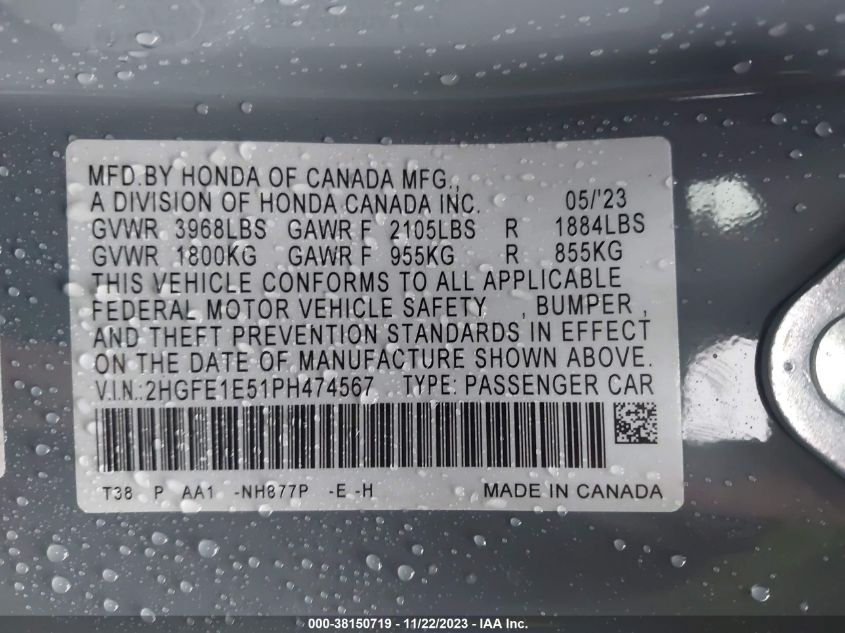 MFD.BY HONDA OF CANADA MFG.,
A DIVISION OF HONDA CANADA INC. 05/'23
GVWR 3968LBS GAWR F 2105LBS R 1884LBS
GVWR 1800KG GAWR F 955KG R 855KG
THIS VEHICLE CONFORMS TO ALL APPLICABLE
FEDERAL MOTOR VEHICLE SAFETY , BUMPER ,
AND THEFT PREVENTION STANDARDS IN EFFECT
ON THE DATE OF MANUFACTURE SHOWN ABOVE.
V.I.N.:2HGFE1E51PH474567 TYPE: PASSENGER CAR
T38 P AA1 -NH877P -E -H MADE IN CANADA
000-38150719 - 11/22/2023 - IAA Inc.